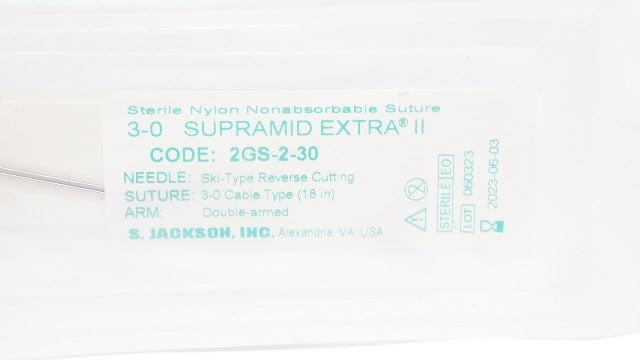 Sterile Nylon Nonabsorbable Suture
3-0 SUPRAMID EXTRA® II
CODE: 2GS-2-30
NEEDLE: Ski-Type Reverse Cutting
SUTURE: 3-0 Cable Type (18 in)
ARM: Double-armed
S. JACKSON, INC. Alexandria, VA. USA
STERILE EO
LOT 060323
2023-06-03